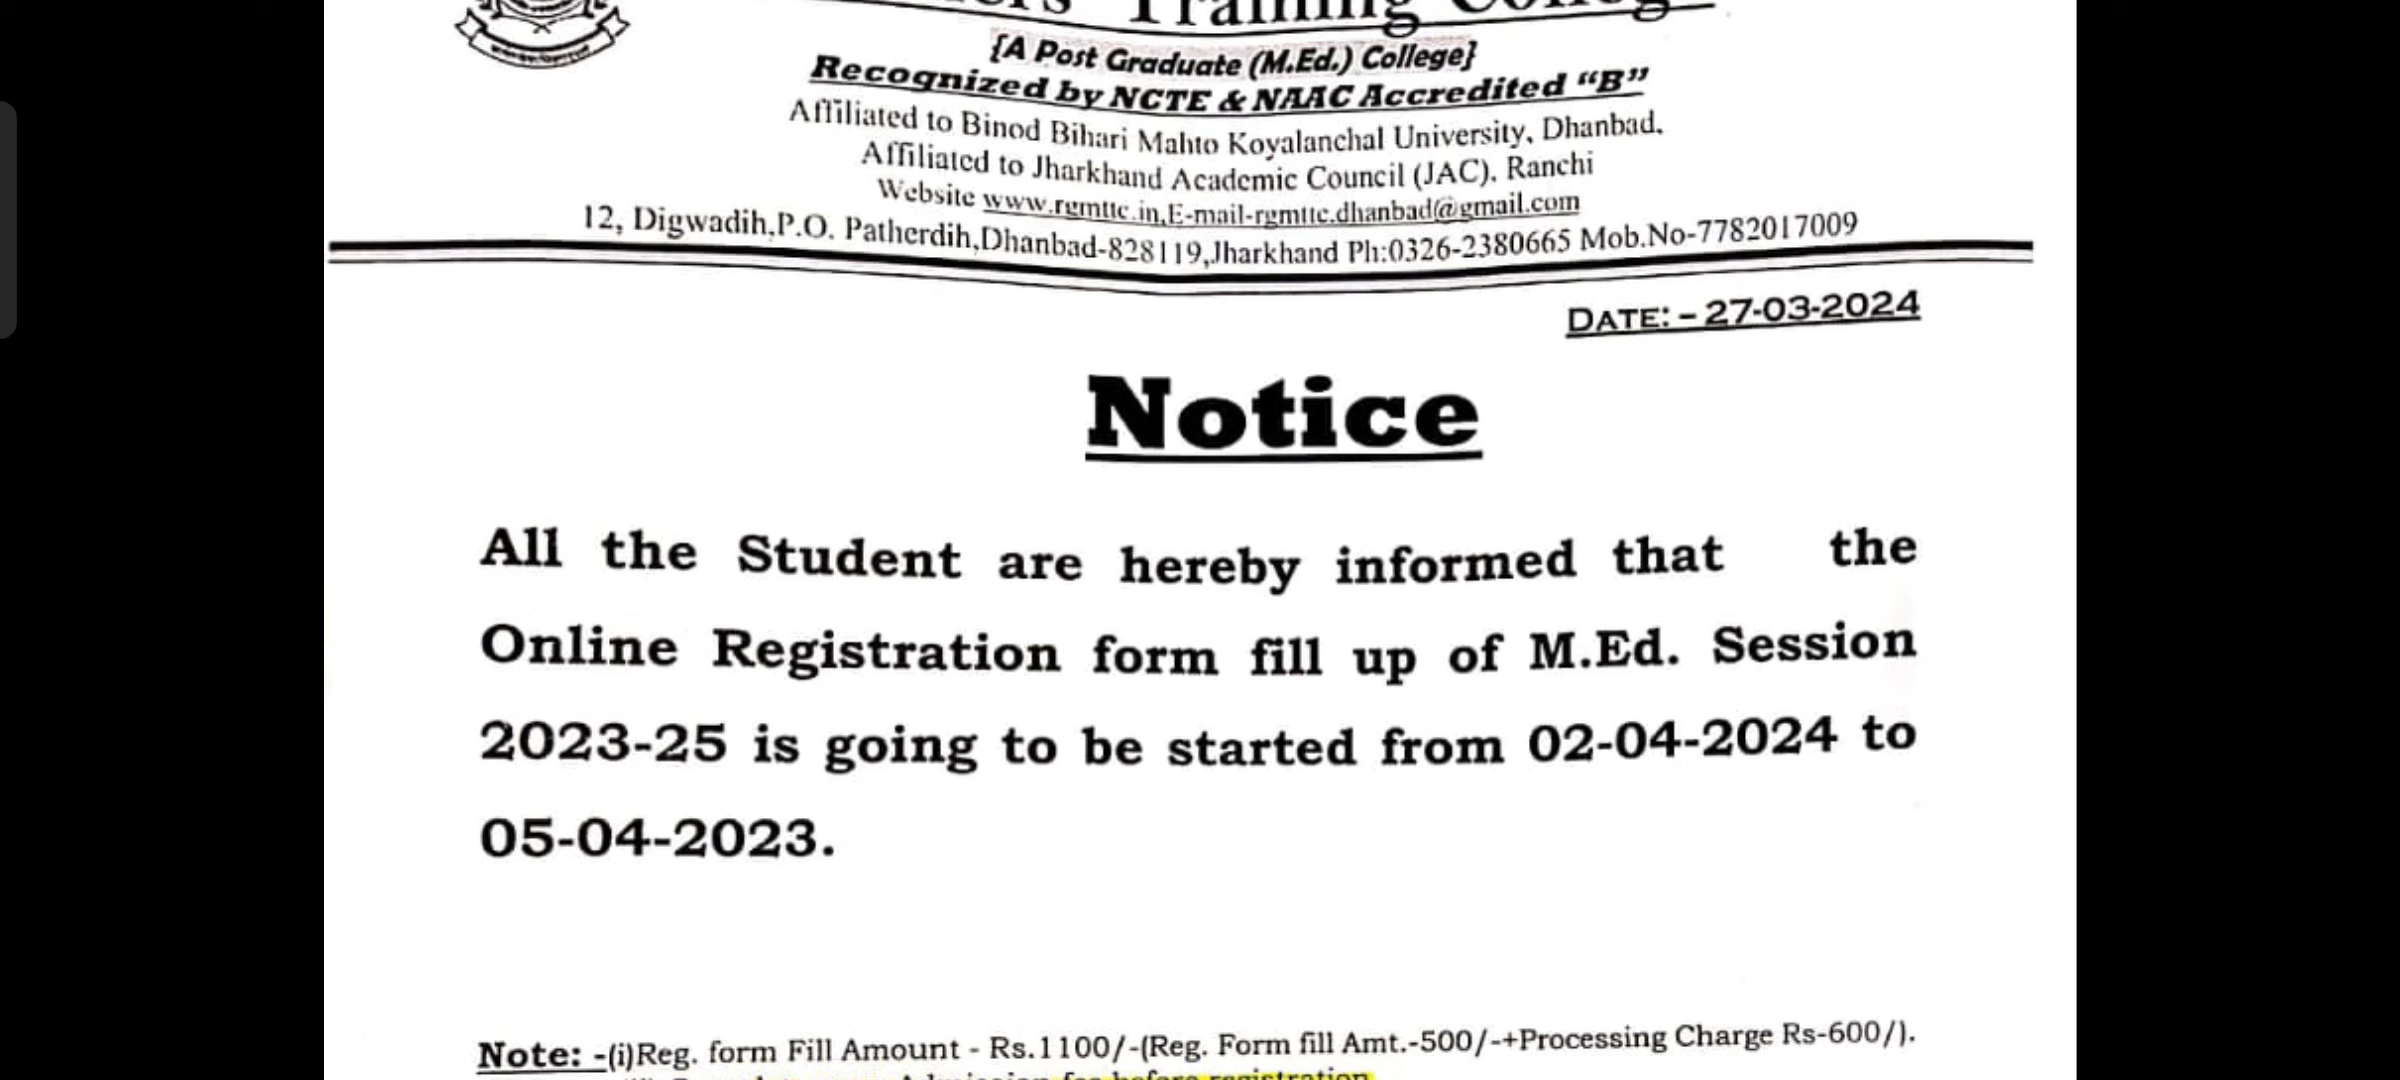 Training
{A Post Graduate (M.Ed.) College}
Recognized by NCTE & NAAC Accredited “B”
Affiliated to Binod Bihari Mahto Koyalanchal University, Dhanbad.
Affiliated to Jharkhand Academic Council (JAC). Ranchi
Website www.rgmttc.in,E-mail-rgmttc.dhanbad@gmail.com
12, Digwadih,P.O. Patherdih,Dhanbad-828119,Jharkhand Ph:0326-2380665 Mob.No-7782017009
DATE: – 27-03-2024
Notice
All the Student are hereby informed that the
Online Registration form fill up of M.Ed. Session
2023-25 is going to be started from 02-04-2024 to
05-04-2023.
Note: -(i)Reg. form Fill Amount - Rs.1100/-(Reg. Form fill Amt.-500/-+Processing Charge Rs-600/).
before registration